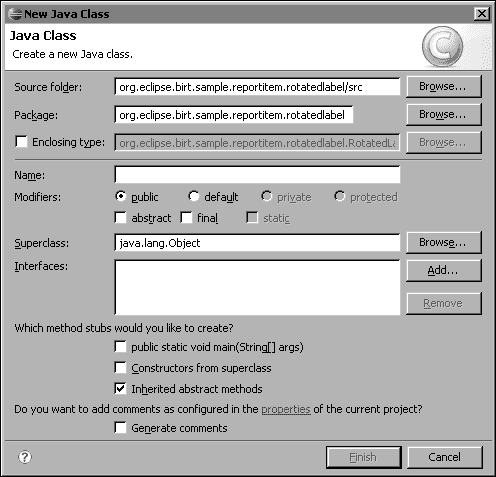 New Java Class
Java Class
Create a new Java class.
C
Source folder: org.eclipse.birt.sample.reportitem.rotatedlabel/src Browse...
Package: org.eclipse.birt.sample.reportitem.rotatedlabel Browse...
Enclosing type: org.eclipse.birt.sample.reportitem.rotatedlabel.RotatedLa Browse...
Name:
Modifiers: public default private protected
abstract final static
Superclass: java.lang.Object Browse...
Interfaces: Add...
Remove
Which method stubs would you like to create?
public static void main(String[] args)
Constructors from superclass
Inherited abstract methods
Do you want to add comments as configured in the properties of the current project?
Generate comments
? Finish Cancel